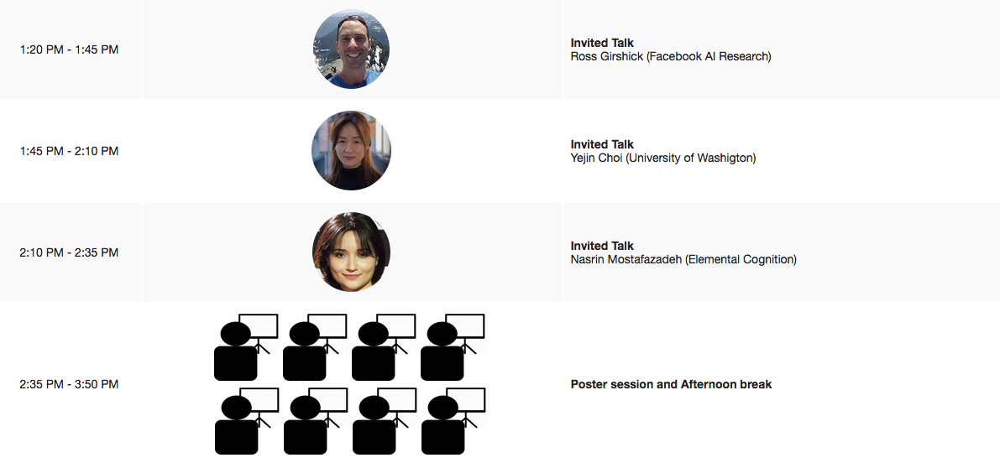 1:20 PM - 1:45 PM
Invited Talk
Ross Girshick (Facebook AI Research)
1:45 PM - 2:10 PM
Invited Talk
Yejin Choi (University of Washigton)
2:10 PM - 2:35 PM
Invited Talk
Nasrin Mostafazadeh (Elemental Cognition)
2:35 PM - 3:50 PM
Poster session and Afternoon break